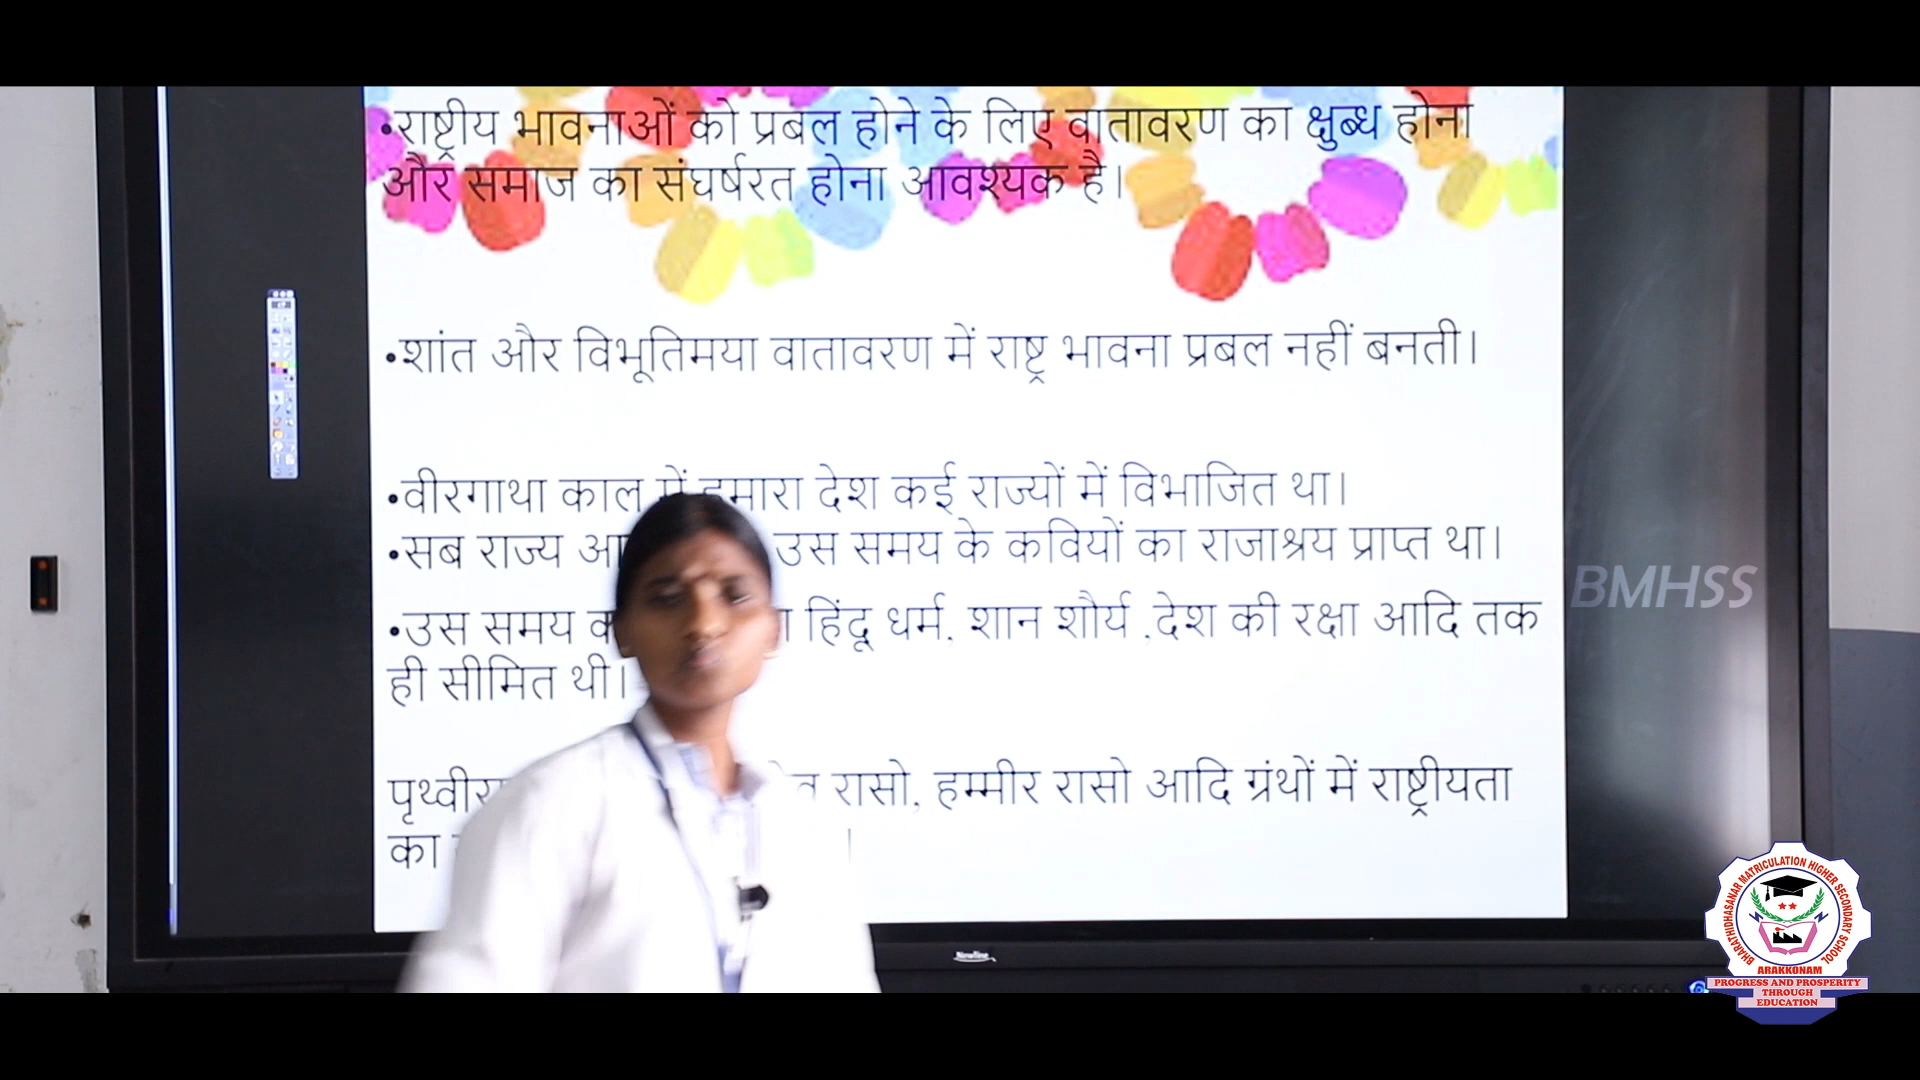 •राष्ट्रीय भावनाओं को प्रबल होने के लिए वातावरण का क्षुब्ध होना
और समाज का संघर्षरत होना आवश्यक है।
•शांत और विभूतिमया वातावरण में राष्ट्र भावना प्रबल नहीं बनती।
•वीरगाथा काल में हमारा देश कई राज्यों में विभाजित था।
•सब राज्य उस समय के कवियों का राजाश्रय प्राप्त था।
•उस समय हिंदू धर्म, शान शौर्य ,देश की रक्षा आदि तक
ही सीमित थी।
रासो, हम्मीर रासो आदि ग्रंथों में राष्ट्रीयता
का
BMHSS
Newline
BHARATHIDHASANAR MATRICULATION HIGHER SECONDARY SCHOOL
ARAKKONAM
PROGRESS AND PROSPERITY
THROUGH
EDUCATION